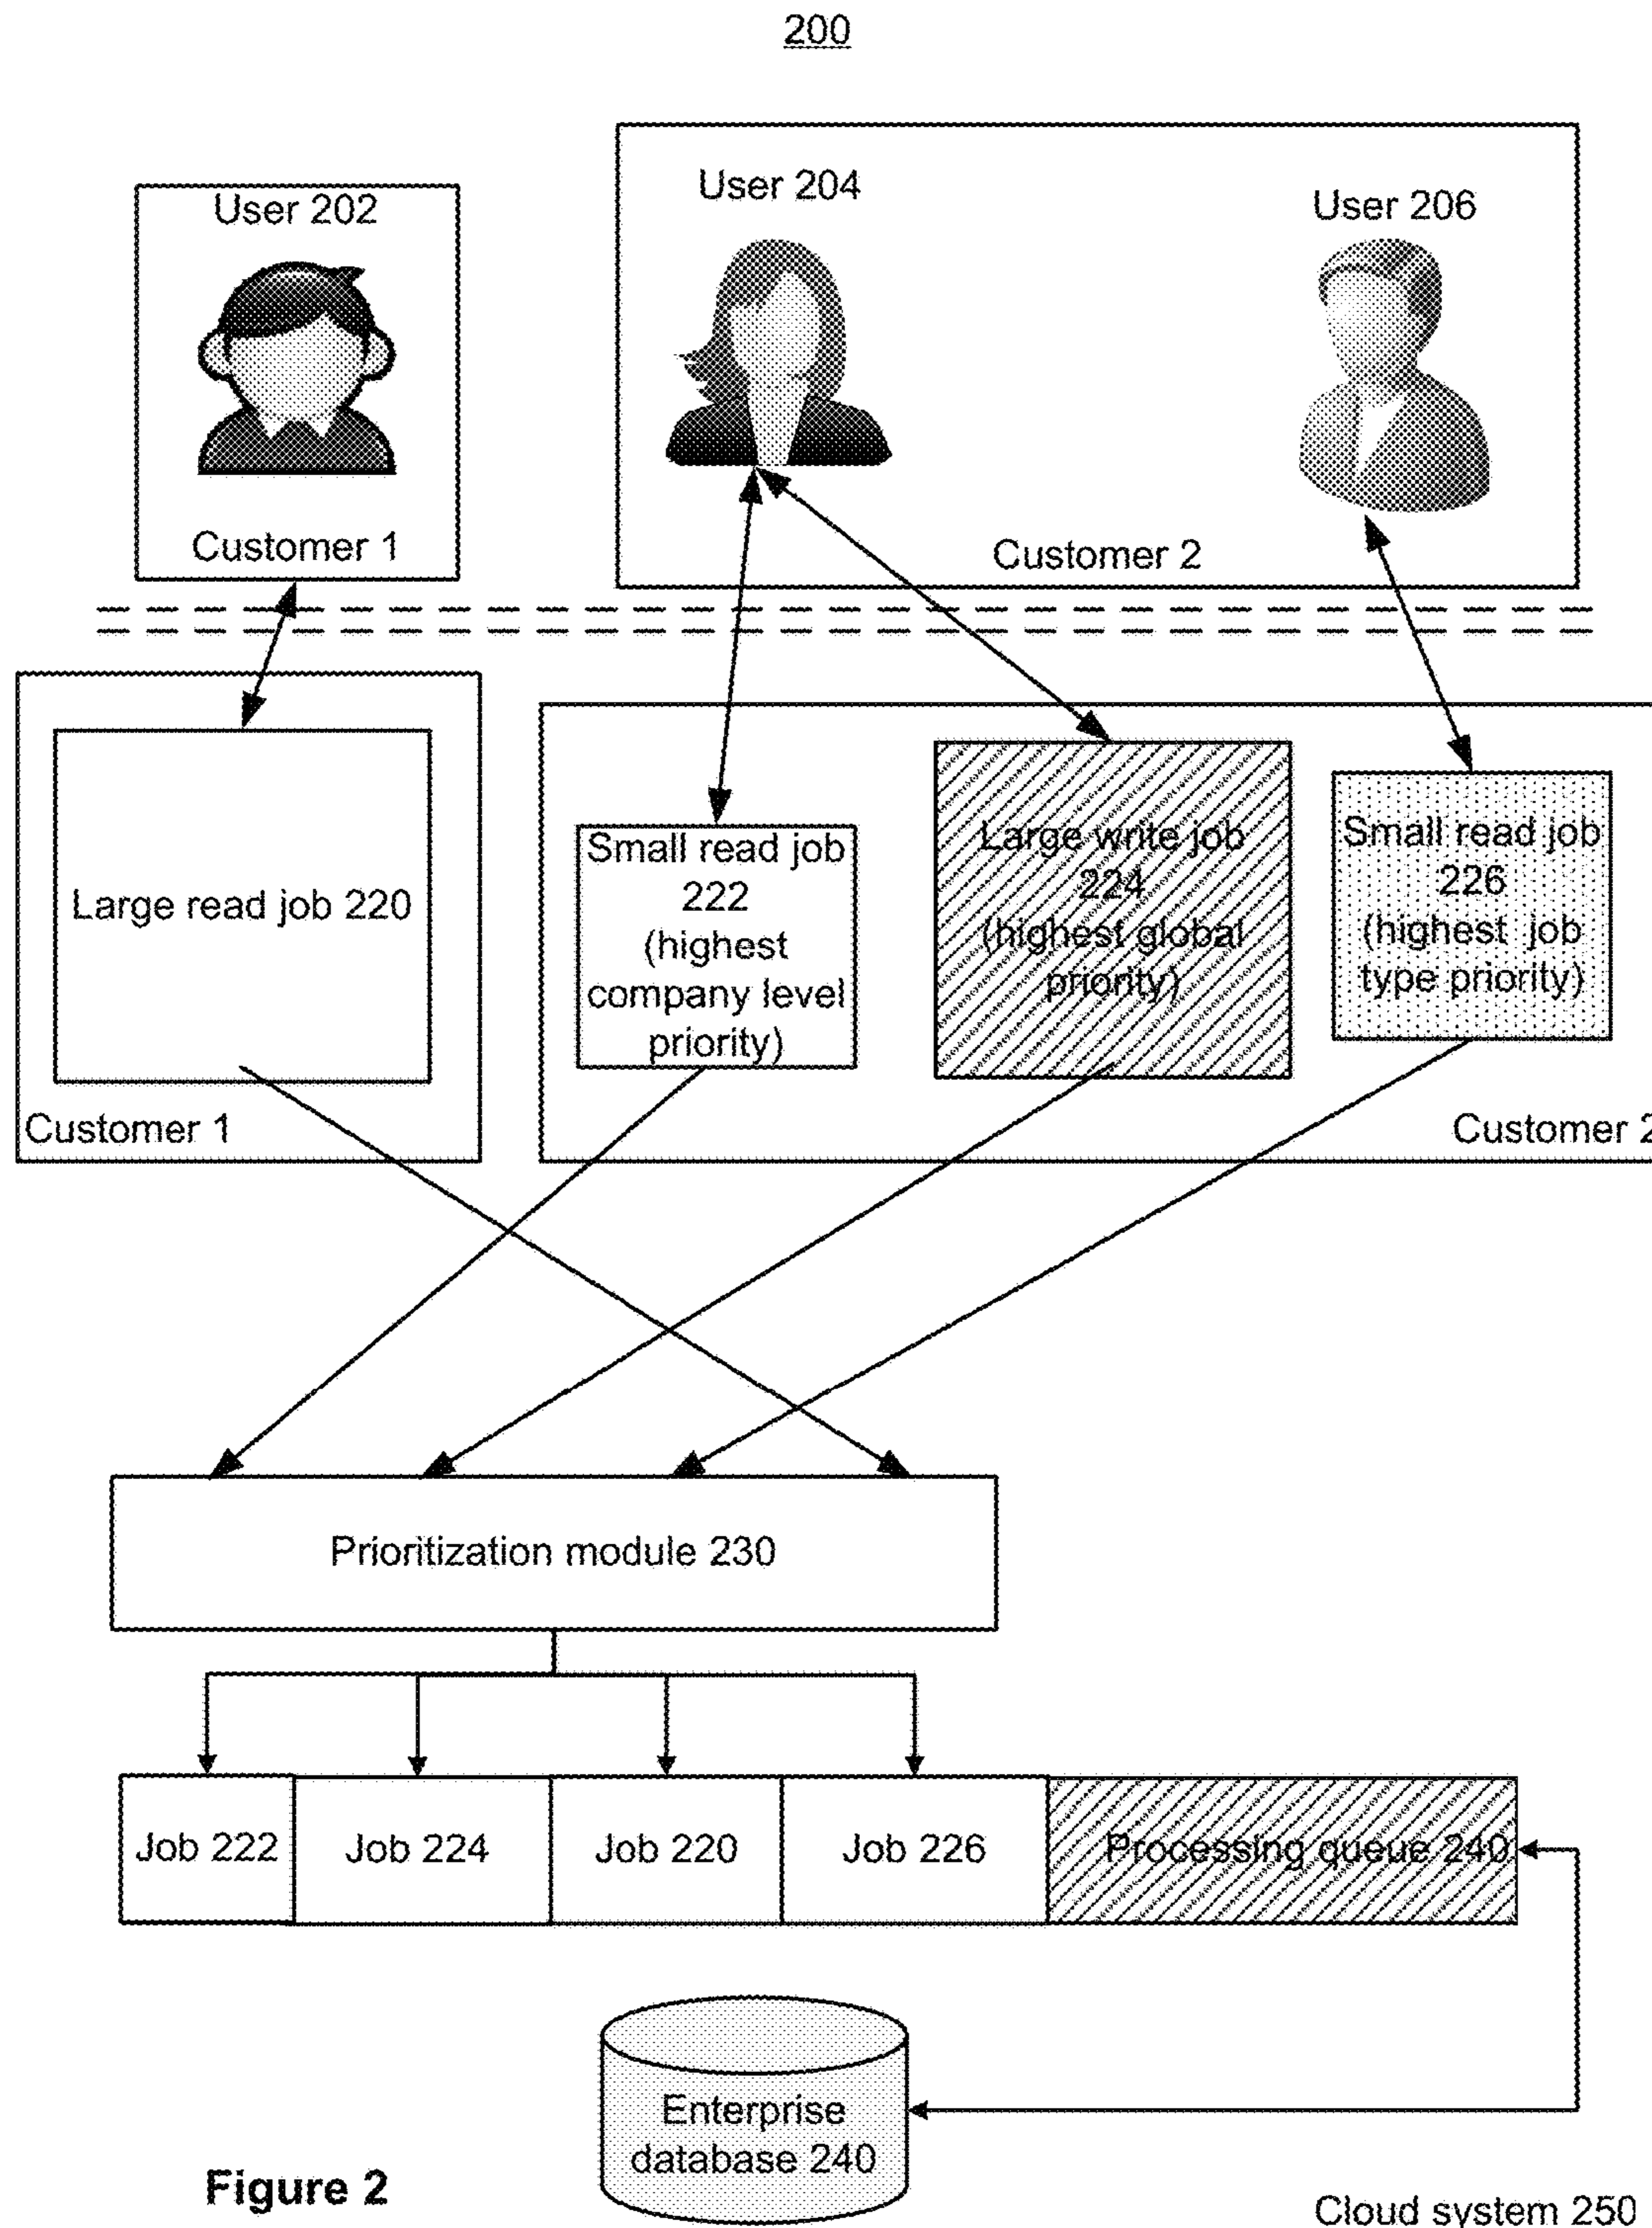 200
User 202
User 204
User 206
Customer 1
Customer 2
Large read job 220
Small read job
222
(highest
company level
priority)
Large write job
224
(highest global
priority)
Small read job
226
(highest job
type priority)
Customer 1
Customer 2
Prioritization module 230
Job 222
Job 224
Job 220
Job 226
Processing queue 240
Enterprise
database 240
Figure 2
Cloud system 250